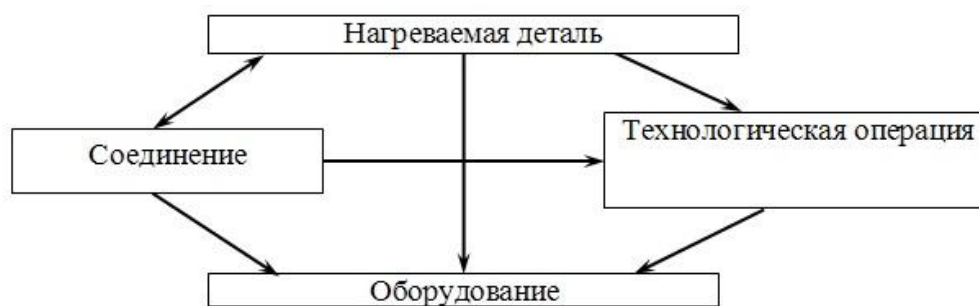 Нагреваемая деталь
Соединение
Технологическая операция
Оборудование